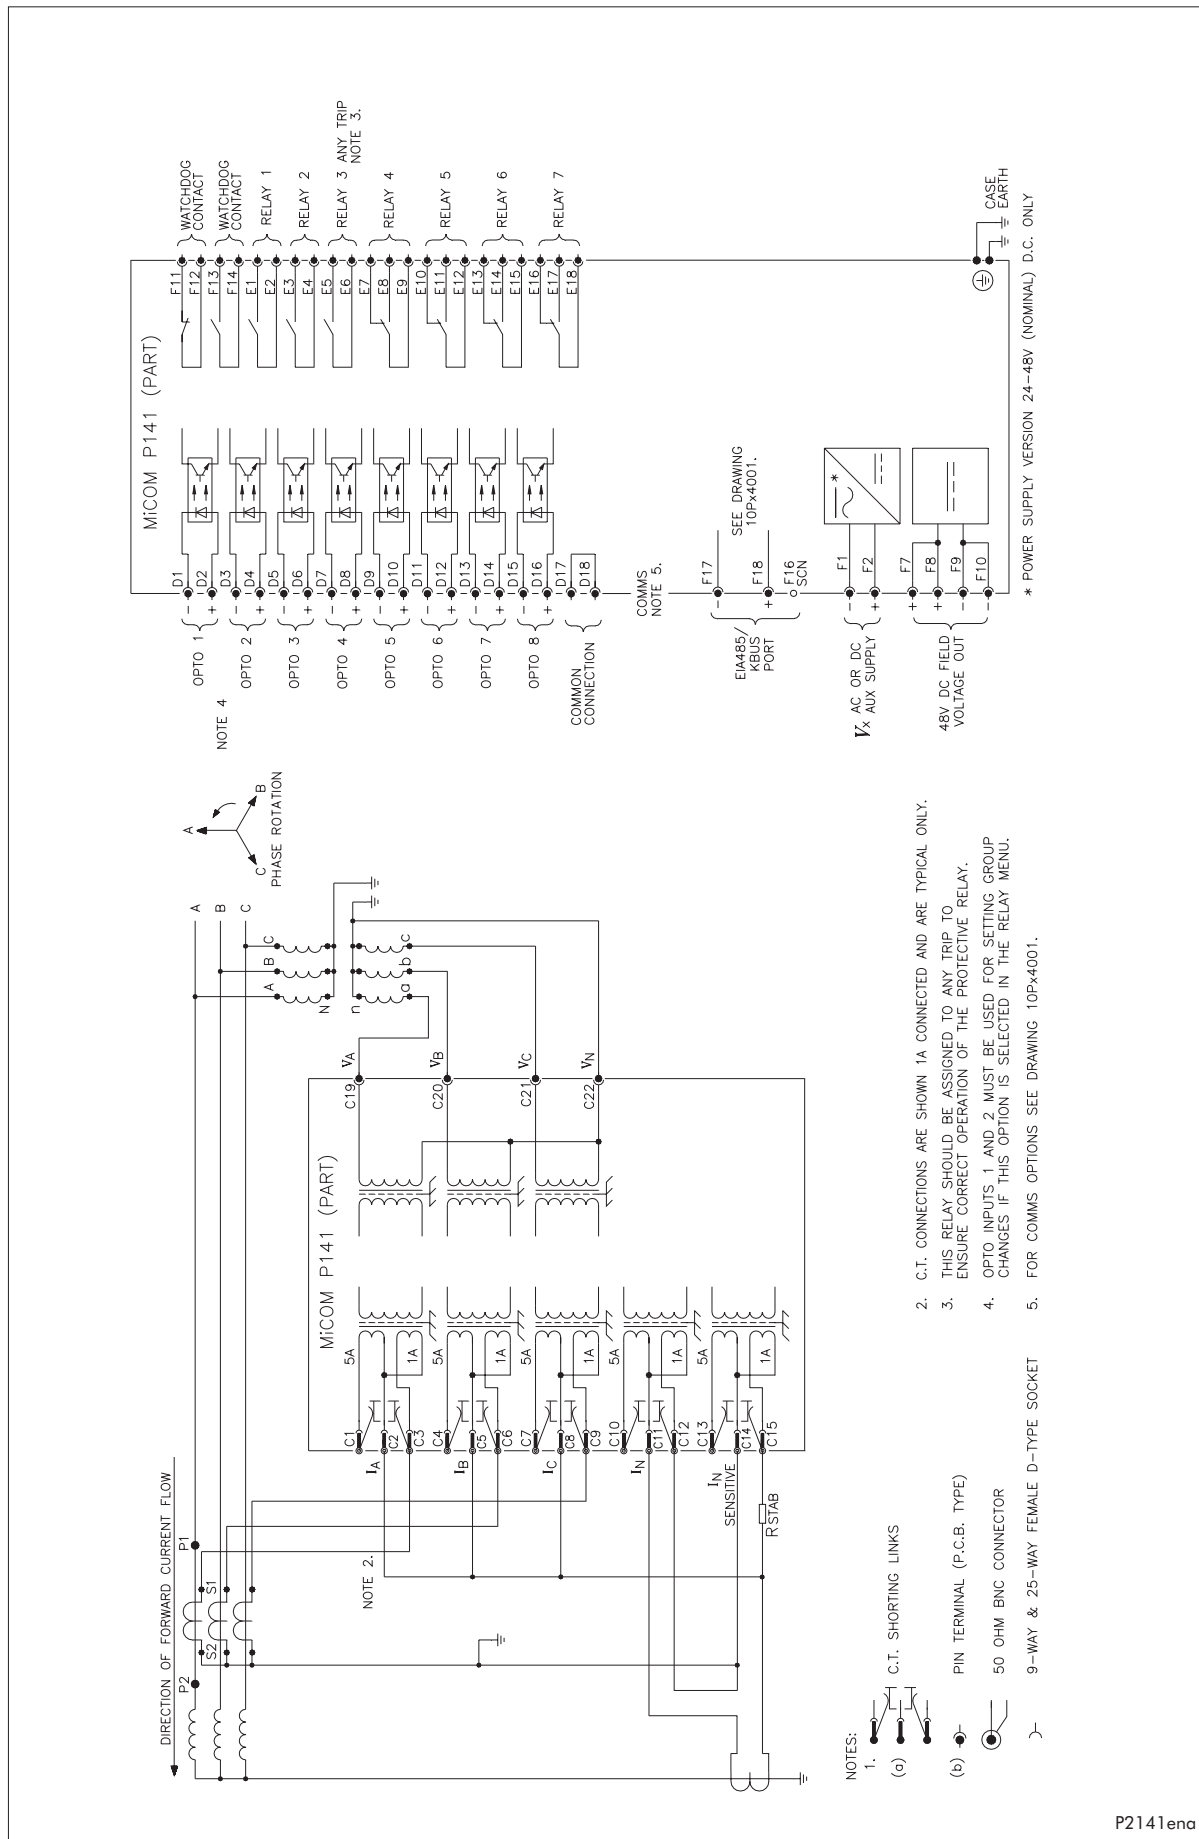 DIRECTION OF FORWARD CURRENT FLOW
P2
P1
S2
S1
A
B
C
A
B
C
PHASE ROTATION
A
B
C
N
n
a
b
c
NOTE 2.
MiCOM P141 (PART)
C1
C2
C3
C4
C5
C6
C7
C8
C9
C10
C11
C12
C13
C14
C15
5A
1A
5A
1A
5A
1A
5A
1A
5A
1A
IA
IB
IC
IN
IN
SENSITIVE
RSTAB
C19
C20
C21
C22
VA
VB
VC
VN
MiCOM P141 (PART)
NOTE 4
OPTO 1
OPTO 2
OPTO 3
OPTO 4
OPTO 5
OPTO 6
OPTO 7
OPTO 8
COMMON
CONNECTION
-
+
-
+
-
+
-
+
-
+
-
+
-
+
-
+
D1
D2
D3
D4
D5
D6
D7
D8
D9
D10
D11
D12
D13
D14
D15
D16
D17
D18
COMMS
NOTE 5.
EIA485/
KBUS
PORT
-
+
F17
F18
F16
SCN
SEE DRAWING
10Px4001.
Vx AC OR DC
AUX SUPPLY
-
+
F1
F2
*
48V DC FIELD
VOLTAGE OUT
+
+
-
-
F7
F8
F9
F10
F11
F12
F13
F14
E1
E2
E3
E4
E5
E6
E7
E8
E9
E10
E11
E12
E13
E14
E15
E16
E17
E18
WATCHDOG
CONTACT
WATCHDOG
CONTACT
RELAY 1
RELAY 2
RELAY 3 ANY TRIP
NOTE 3.
RELAY 4
RELAY 5
RELAY 6
RELAY 7
CASE
EARTH
* POWER SUPPLY VERSION 24-48V (NOMINAL) D.C. ONLY
NOTES:
1.
(a)
C.T. SHORTING LINKS
(b)
PIN TERMINAL (P.C.B. TYPE)
50 OHM BNC CONNECTOR
9-WAY & 25-WAY FEMALE D-TYPE SOCKET
2. C.T. CONNECTIONS ARE SHOWN 1A CONNECTED AND ARE TYPICAL ONLY.
3. THIS RELAY SHOULD BE ASSIGNED TO ANY TRIP TO
ENSURE CORRECT OPERATION OF THE PROTECTIVE RELAY.
4. OPTO INPUTS 1 AND 2 MUST BE USED FOR SETTING GROUP
CHANGES IF THIS OPTION IS SELECTED IN THE RELAY MENU.
5. FOR COMMS OPTIONS SEE DRAWING 10Px4001.
P2141ena